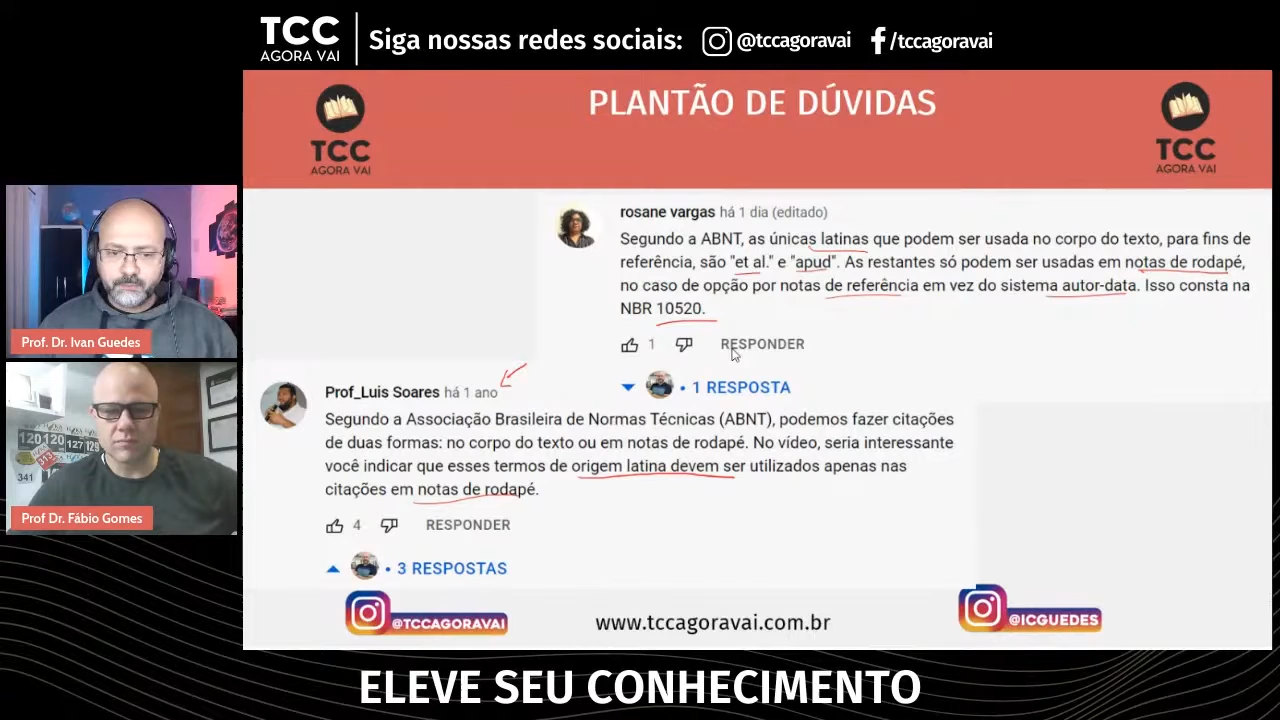 TCC
AGORA VAI
Siga nossas redes sociais:
@tccagoravai
/tccagoravai
PLANTÃO DE DÚVIDAS
TCC
AGORA VAI
TCC
AGORA VAI
rosane vargas há 1 dia (editado)
Segundo a ABNT, as únicas latinas que podem ser usada no corpo do texto, para fins de
referência, são "et al." e "apud". As restantes só podem ser usadas em notas de rodapé,
no caso de opção por notas de referência em vez do sistema autor-data. Isso consta na
NBR 10520.
1 RESPONDER
• 1 RESPOSTA
Prof_Luis Soares há 1 ano
Segundo a Associação Brasileira de Normas Técnicas (ABNT), podemos fazer citações
de duas formas: no corpo do texto ou em notas de rodapé. No vídeo, seria interessante
você indicar que esses termos de origem latina devem ser utilizados apenas nas
citações em notas de rodapé.
4 RESPONDER
• 3 RESPOSTAS
Prof. Dr. Ivan Guedes
120 120 127 129
313
341
Prof Dr. Fábio Gomes
@TCCAGORAVAI
www.tccagoravai.com.br
@ICGUEDES
ELEVE SEU CONHECIMENTO